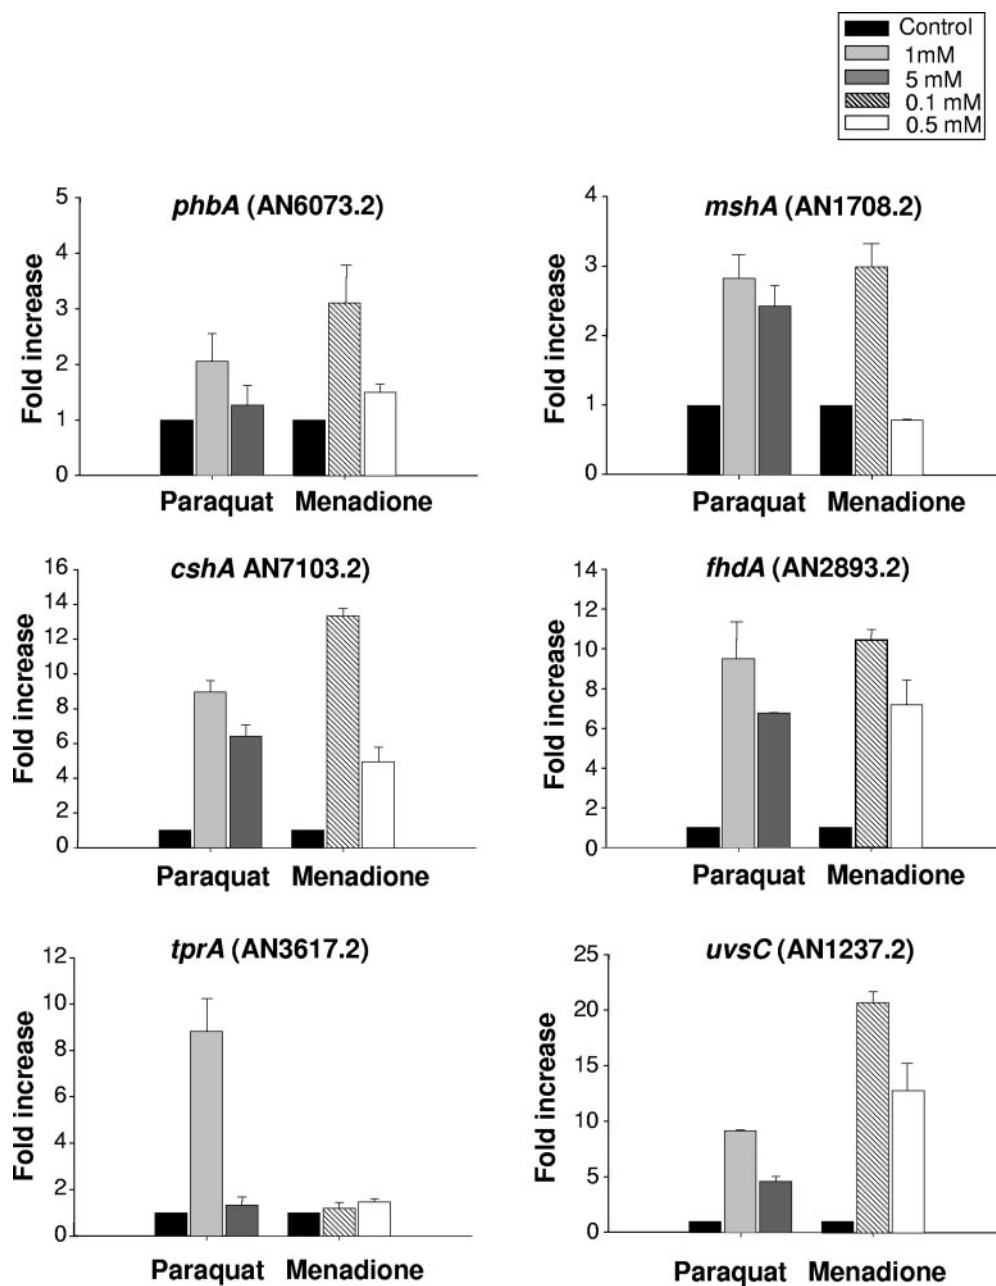 Control
1mM
5 mM
0.1 mM
0.5 mM
phbA (AN6073.2)
Fold increase
5
4
3
2
1
0
Paraquat Menadione
mshA (AN1708.2)
Fold increase
4
3
2
1
0
Paraquat Menadione
cshA AN7103.2)
Fold increase
16
14
12
10
8
6
4
2
0
Paraquat Menadione
fhdA (AN2893.2)
Fold increase
14
12
10
8
6
4
2
0
Paraquat Menadione
tprA (AN3617.2)
Fold increase
12
10
8
6
4
2
0
Paraquat Menadione
uvsC (AN1237.2)
Fold increase
25
20
15
10
5
0
Paraquat Menadione